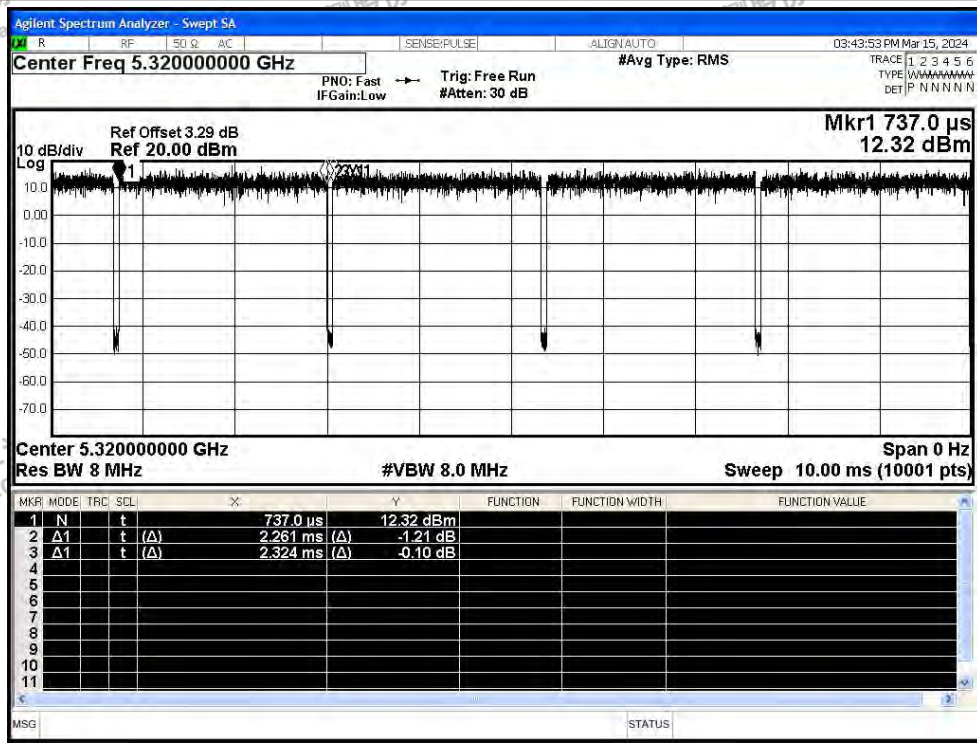 Agilent Spectrum Analyzer - Swept SA
R RF 50 Ω AC SENSE:PULSE ALIGN AUTO 03:43:53 PM Mar 15, 2024
Center Freq 5.320000000 GHz
PNO: Fast
IFGain:Low
Trig: Free Run
#Atten: 30 dB
#Avg Type: RMS
TRACE 1 2 3 4 5 6
TYPE WWWWWW
DET P N N N N N
Mkr1 737.0 µs
12.32 dBm
Ref Offset 3.29 dB
10 dB/div Ref 20.00 dBm
Log
1
10.0
0.00
-10.0
-20.0
-30.0
-40.0
-50.0
-60.0
-70.0
Center 5.320000000 GHz Span 0 Hz
Res BW 8 MHz #VBW 8.0 MHz Sweep 10.00 ms (10001 pts)
MKR MODE TRC SCL X Y FUNCTION FUNCTION WIDTH FUNCTION VALUE
1 N t 737.0 µs 12.32 dBm
2 Δ1 t (Δ) 2.261 ms (Δ) -1.21 dB
3 Δ1 t (Δ) 2.324 ms (Δ) -0.10 dB
4
5
6
7
8
9
10
11
MSG STATUS